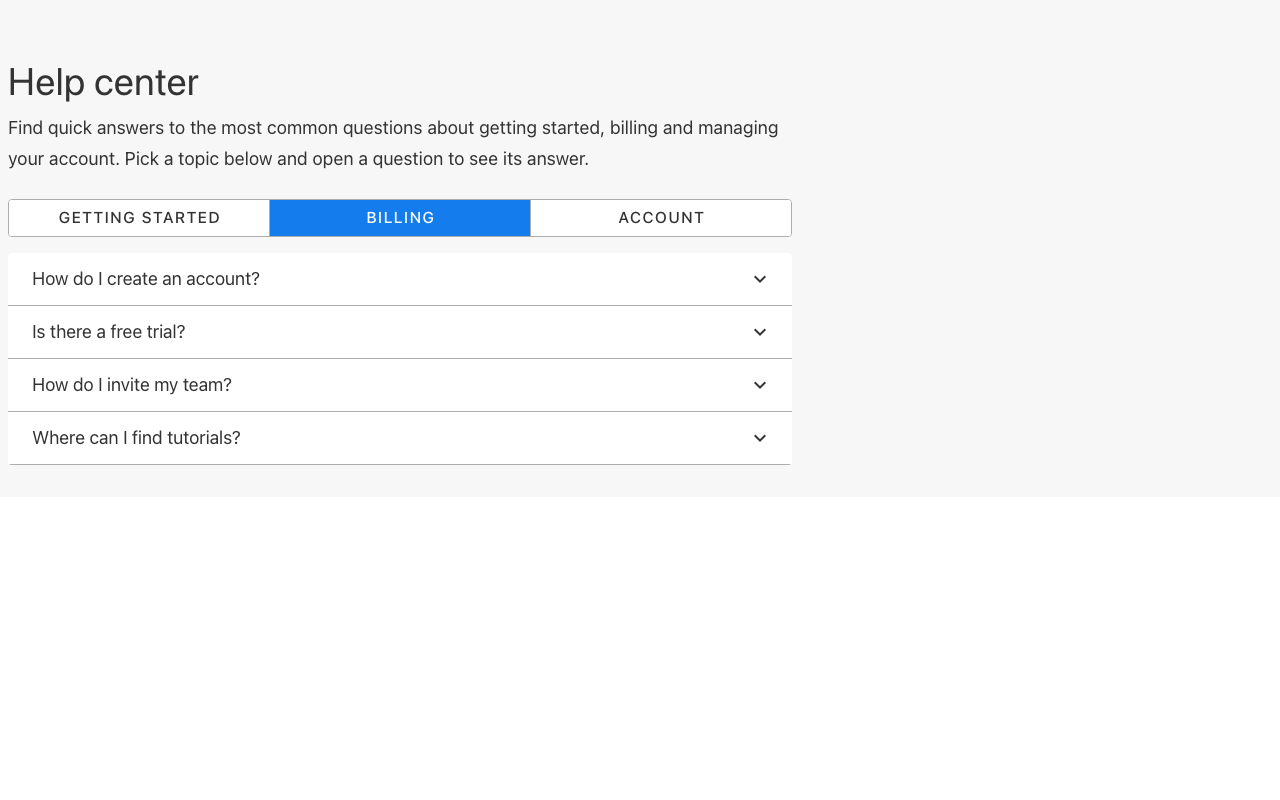 Help center
Find quick answers to the most common questions about getting started, billing and managing
your account. Pick a topic below and open a question to see its answer.
GETTING STARTED
BILLING
ACCOUNT
How do I create an account?
Is there a free trial?
How do I invite my team?
Where can I find tutorials?